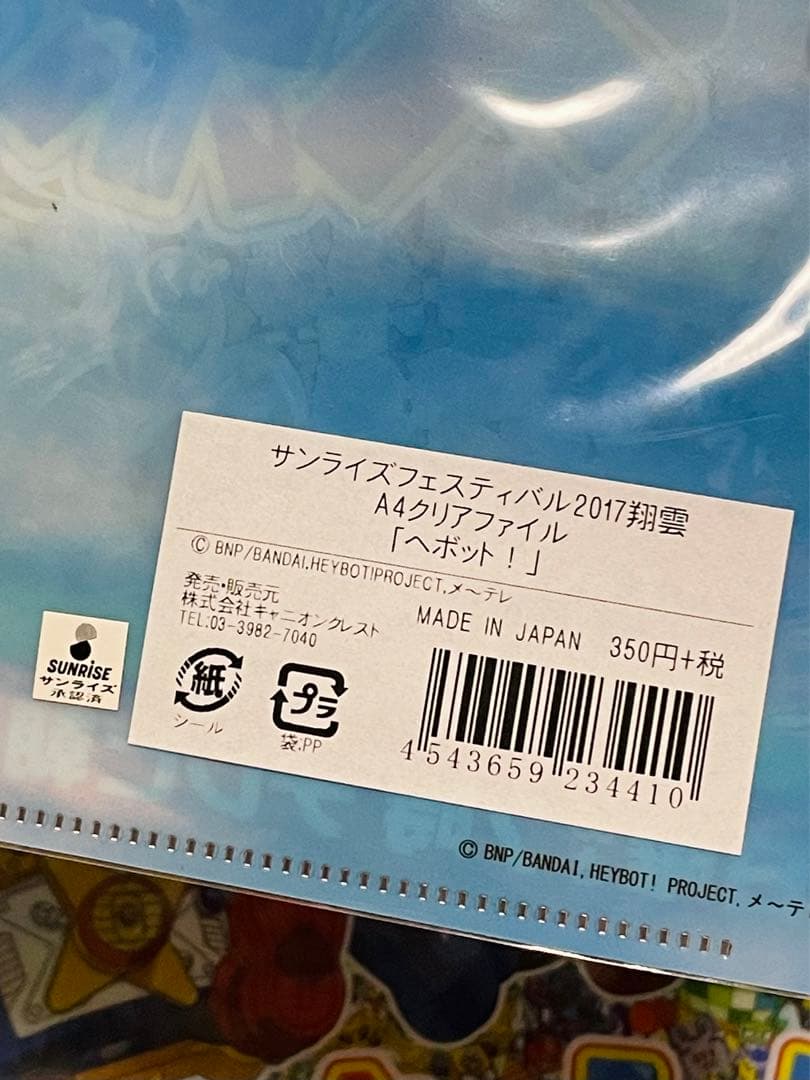 サンライズフェスティバル2017翔雲
A4クリアファイル
「ヘボット！」
© BNP/BANDAI,HEYBOT!PROJECT,メ～テレ
発売・販売元
株式会社キャニオンクレスト
TEL:03-3982-7040
MADE IN JAPAN 350円+税
紙
シール
プラ
袋:PP
4 543659 234410
SUNRISE
サンライズ
承認済
© BNP/BANDAI, HEYBOT! PROJECT, メ～テ